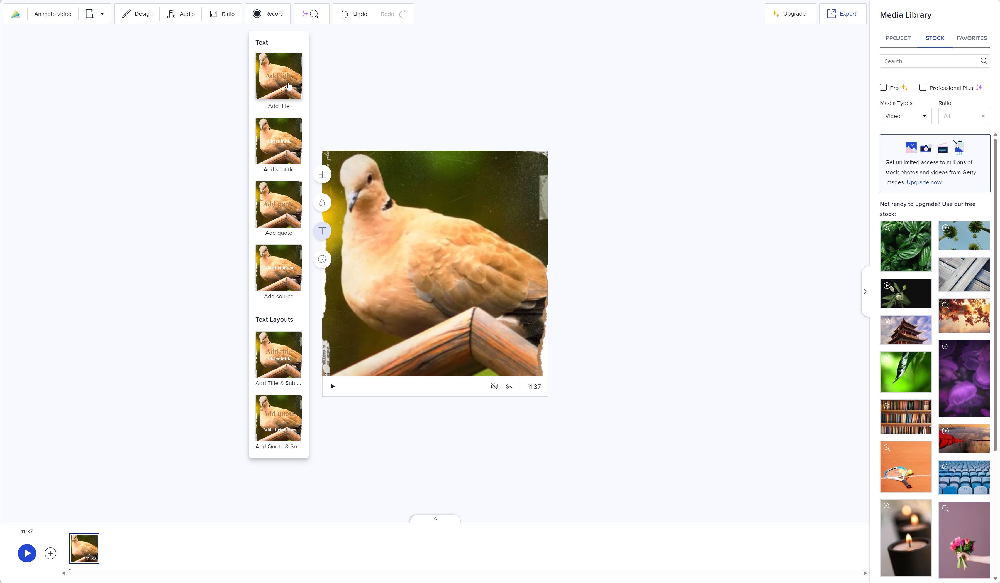 Animoto video
Design
Audio
Ratio
Record
Undo
Redo
Upgrade
Export
Text
Add title
Add title
Add subtitle
Add subtitle
Add quote
Add quote
Add attribution
Add source
Text Layouts
Add title
Add subtitle
Add Title & Subt...
Add quote
Add attribution
Add Quote & So...
11:37
11:37
11:37
Media Library
PROJECT
STOCK
FAVORITES
Search
Pro
Professional Plus
Media Types
Ratio
Video
All
Get unlimited access to millions of
stock photos and videos from Getty
Images. Upgrade now.
Not ready to upgrade? Use our free
stock: